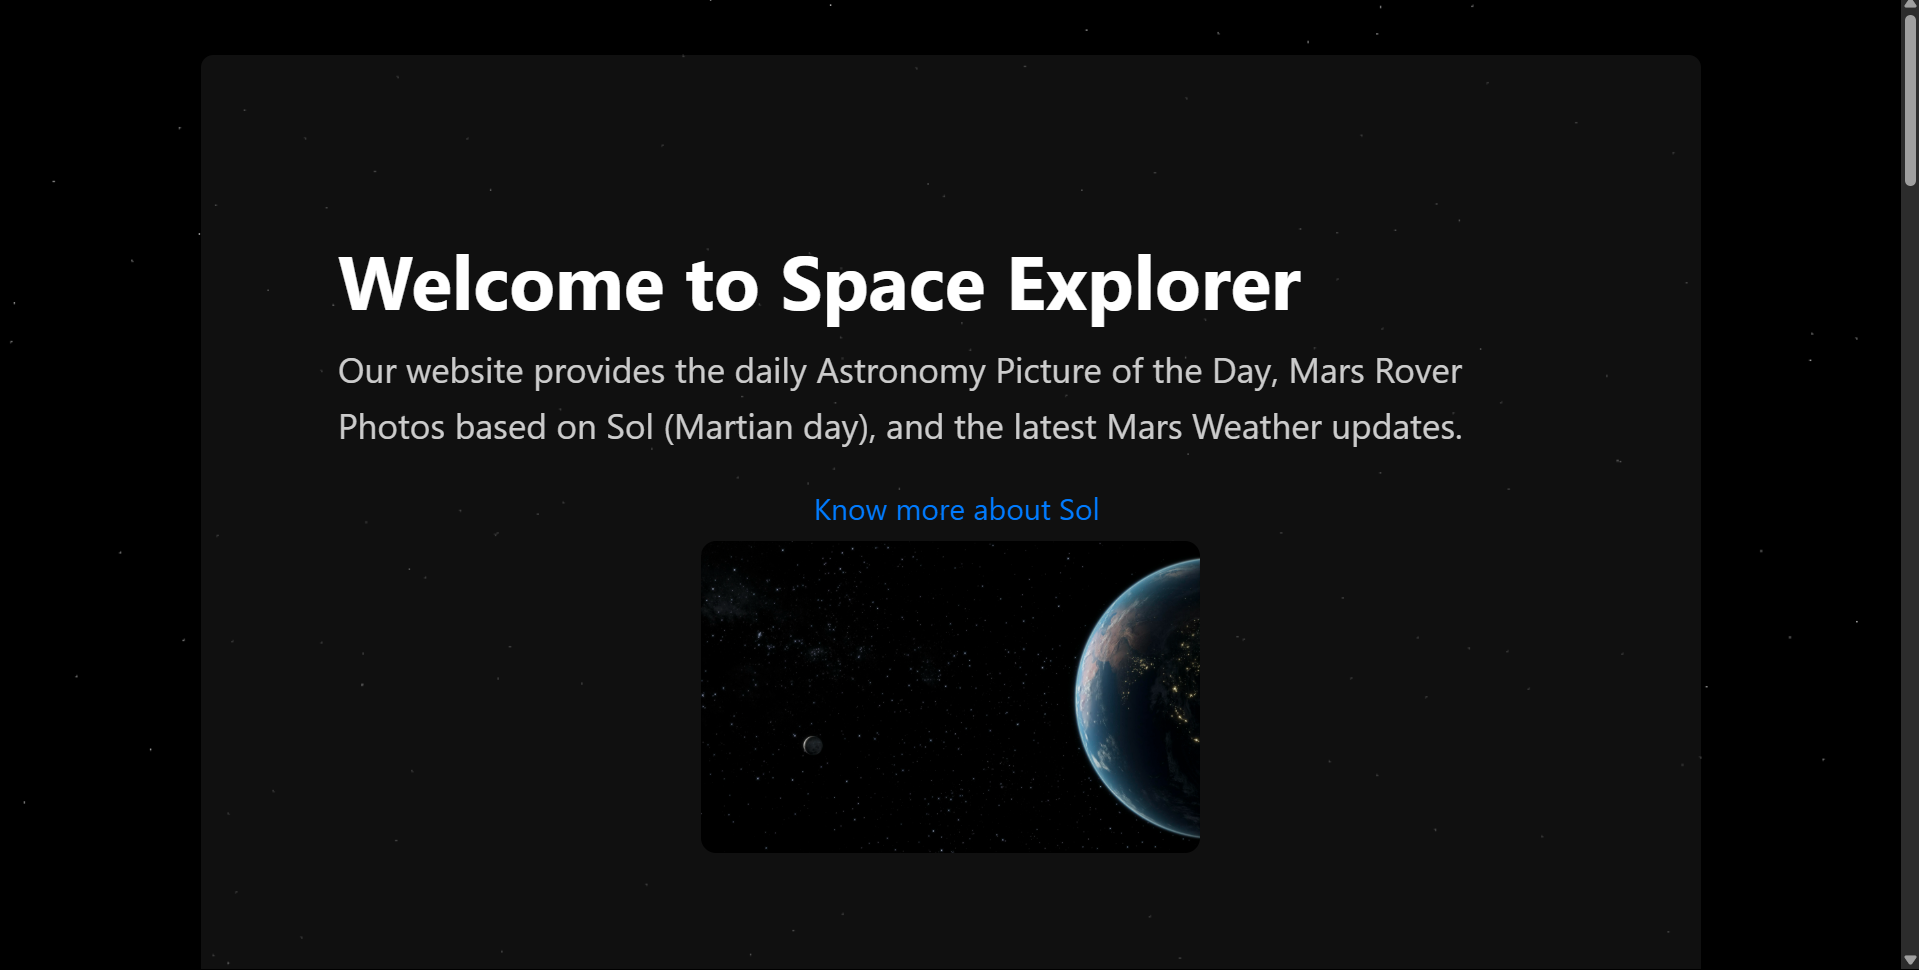 Welcome to Space Explorer
Our website provides the daily Astronomy Picture of the Day, Mars Rover
Photos based on Sol (Martian day), and the latest Mars Weather updates.
Know more about Sol